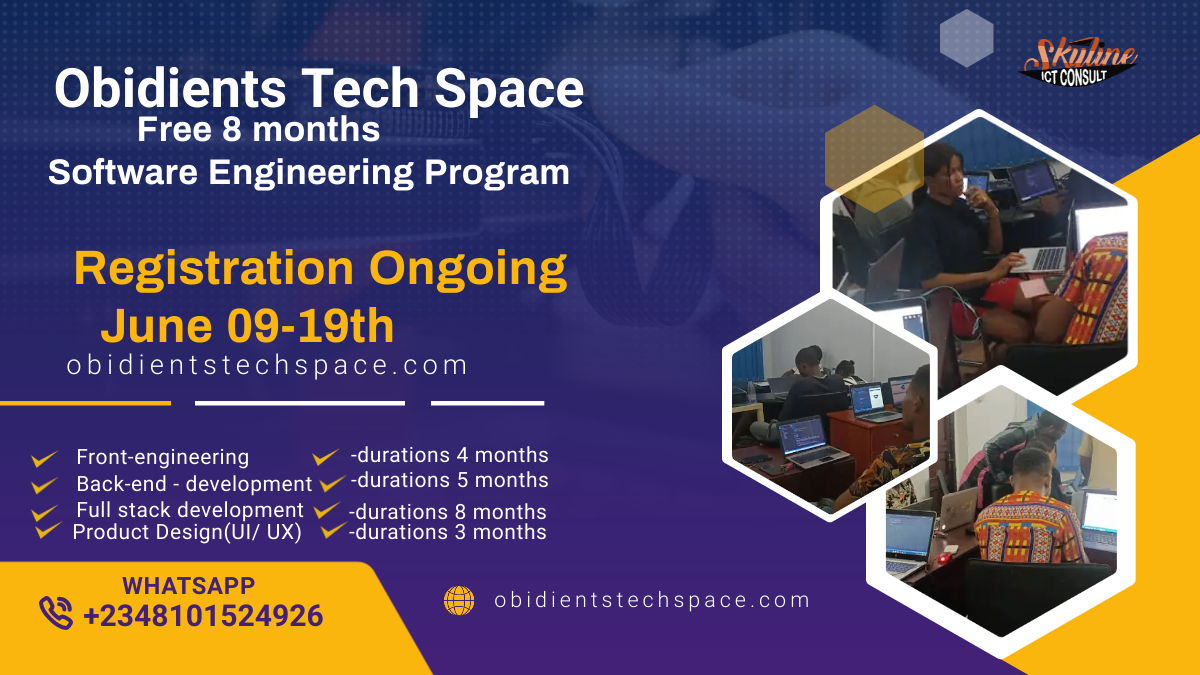 Skyline
ICT CONSULT
Obidients Tech Space
Free 8 months
Software Engineering Program
Registration Ongoing
June 09-19th
obidientstechspace.com
Front-engineering -durations 4 months
Back-end - development -durations 5 months
Full stack development -durations 8 months
Product Design(UI/ UX) -durations 3 months
WHATSAPP
+2348101524926
obidientstechspace.com